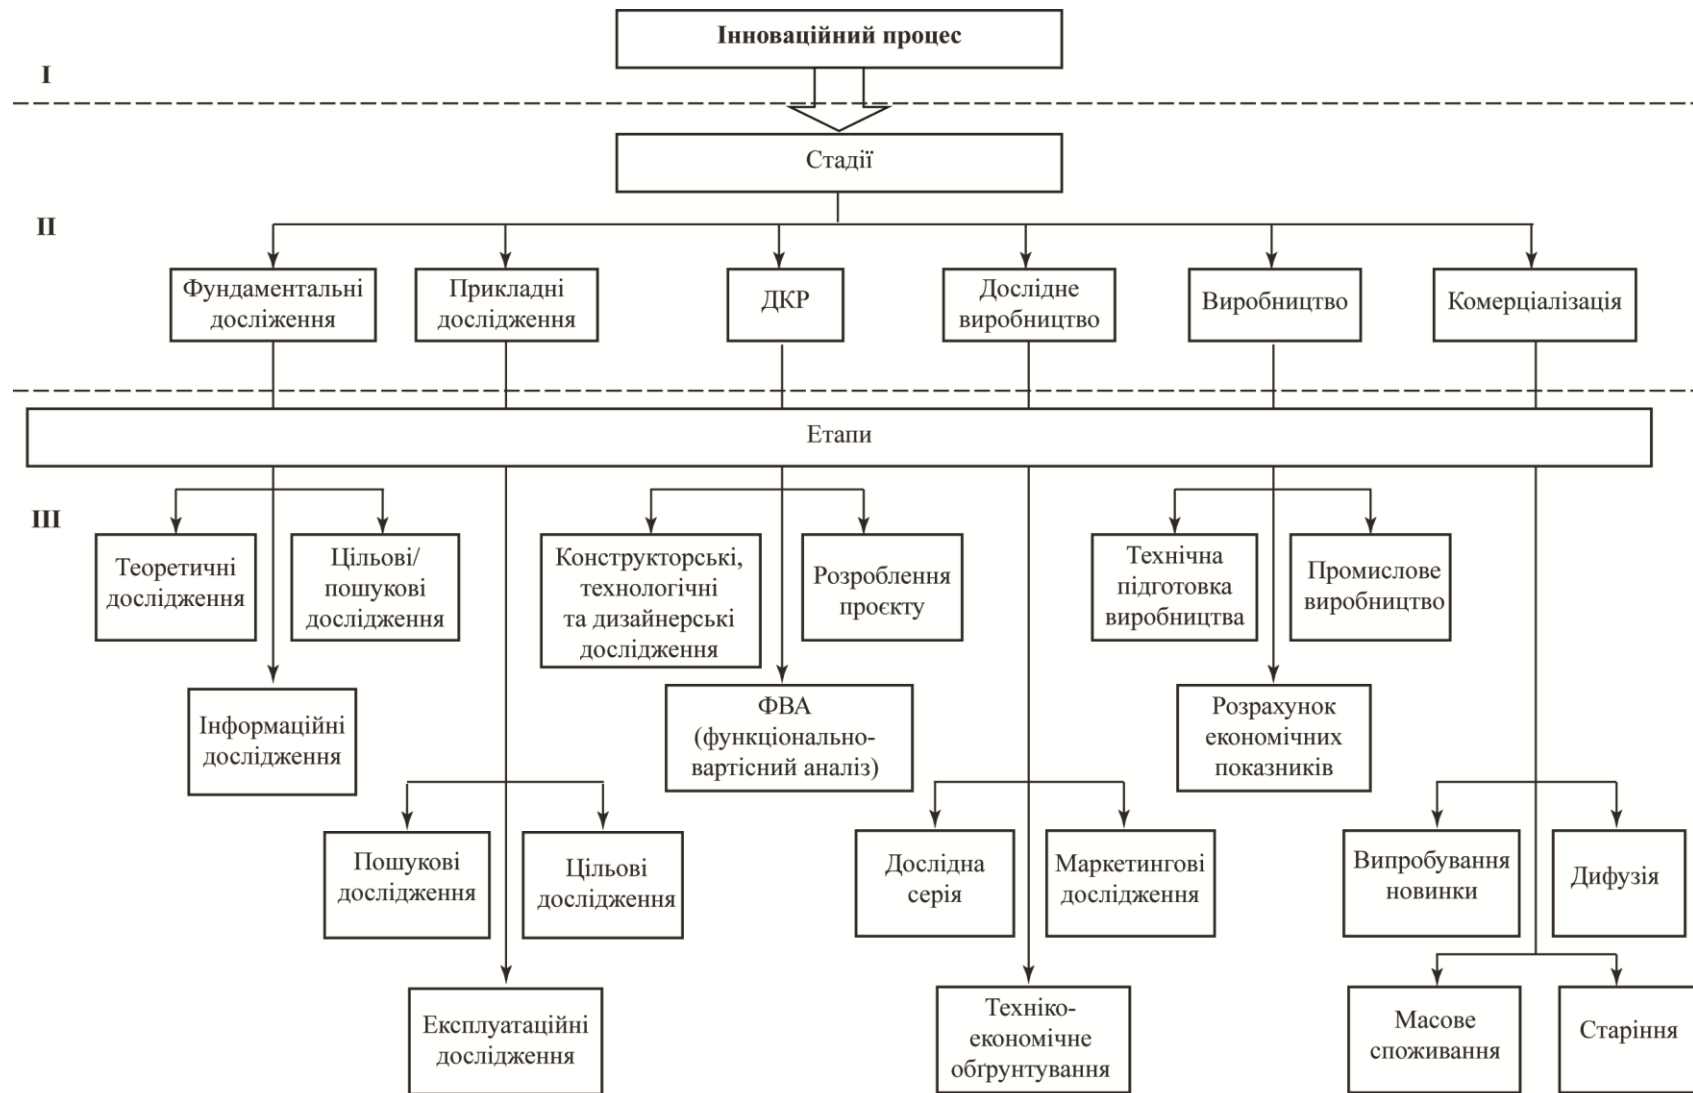 Інноваційний процес
I
Стадії
II
Фундаментальні
досліження
Прикладні
дослідження
ДКР
Дослідне
виробництво
Виробництво
Комерціалізація
Етапи
III
Теоретичні
дослідження
Цільові/
пошукові
дослідження
Конструкторські,
технологічні
та дизайнерські
дослідження
Розроблення
проєкту
Технічна
підготовка
виробництва
Промислове
виробництво
Інформаційні
дослідження
ФВА
(функціонально-
вартісний аналіз)
Розрахунок
економічних
показників
Пошукові
дослідження
Цільові
дослідження
Дослідна
серія
Маркетингові
дослідження
Випробування
новинки
Дифузія
Експлуатаційні
дослідження
Техніко-
економічне
обґрунтування
Масове
споживання
Старіння